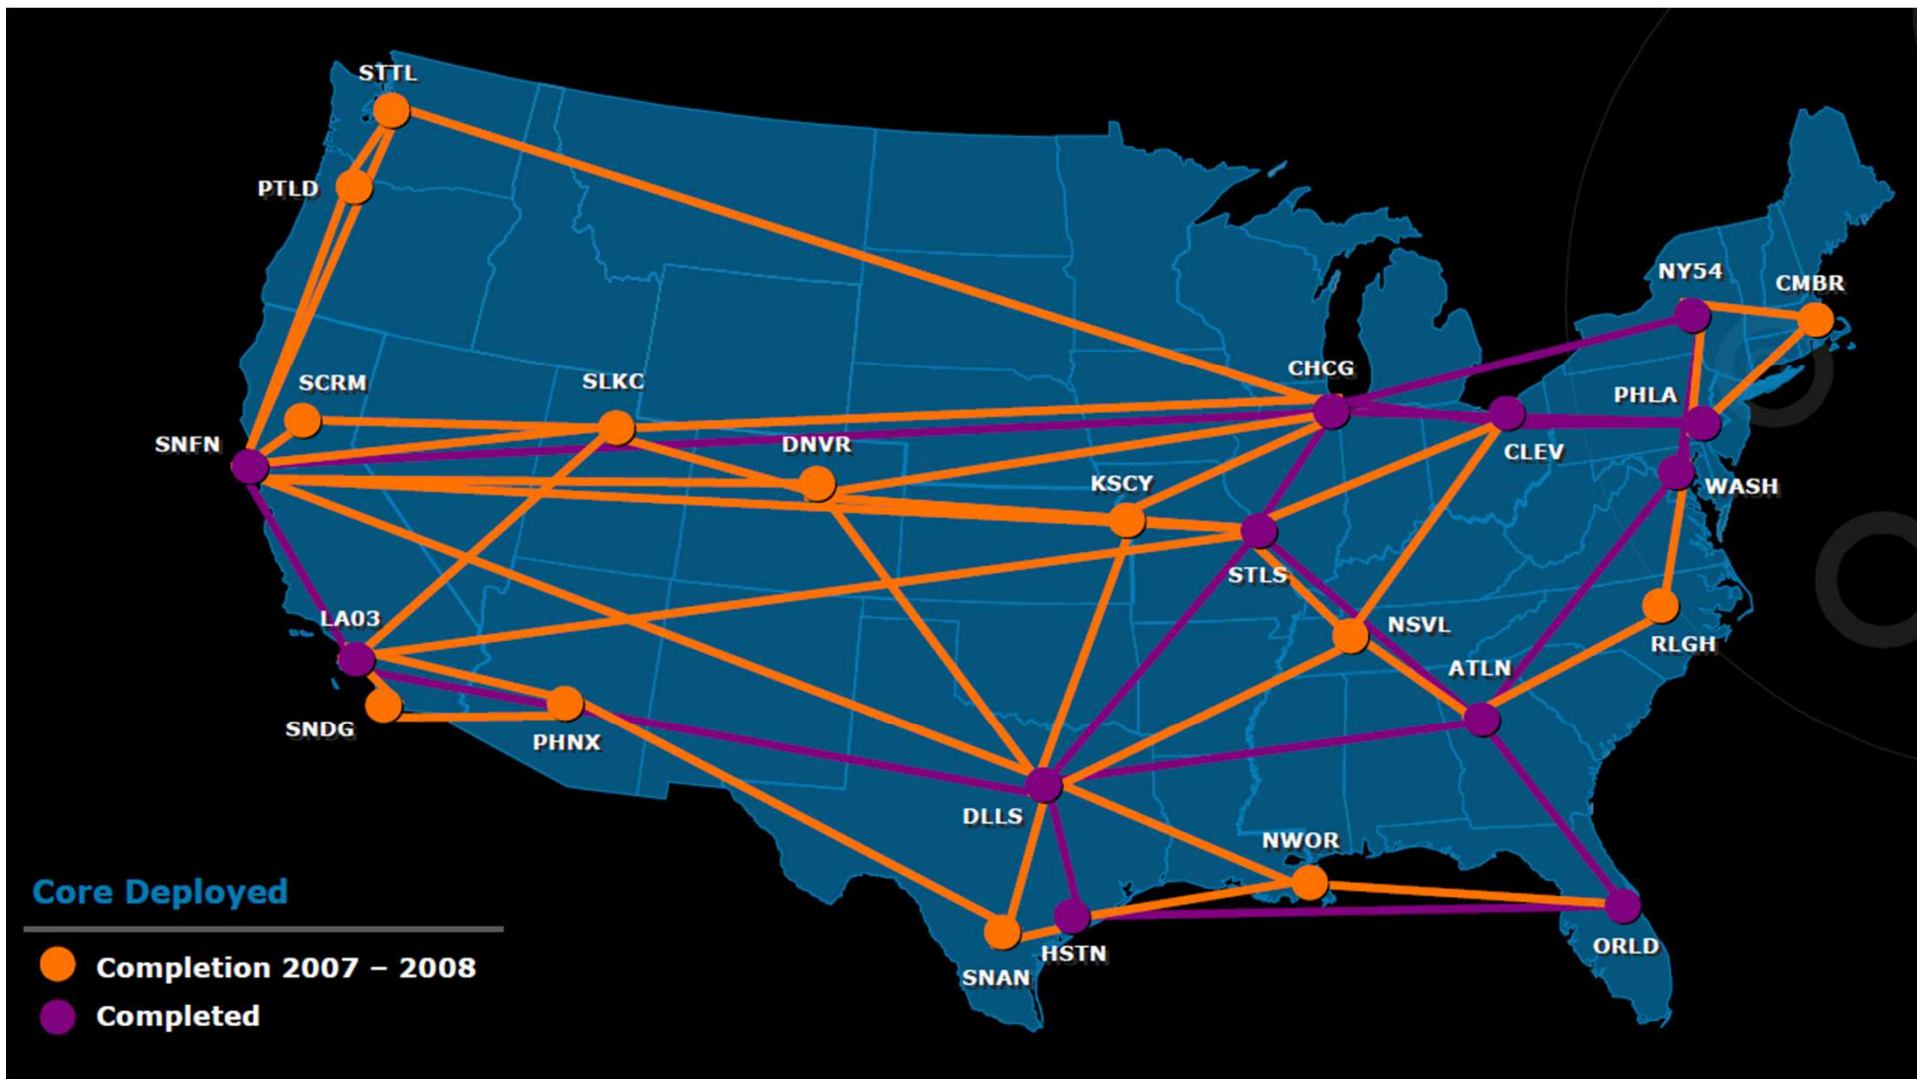 STTL
PTLD
NY54
CMBR
CHCG
SCRM
SLKC
PHLA
SNFN
DNVR
CLEV
KSCY
WASH
STLS
LA03
NSVL
RLGH
ATLN
SNDG
PHNX
DLLS
NWOR
HSTN
ORLD
SNAN
Core Deployed
Completion 2007 – 2008
Completed